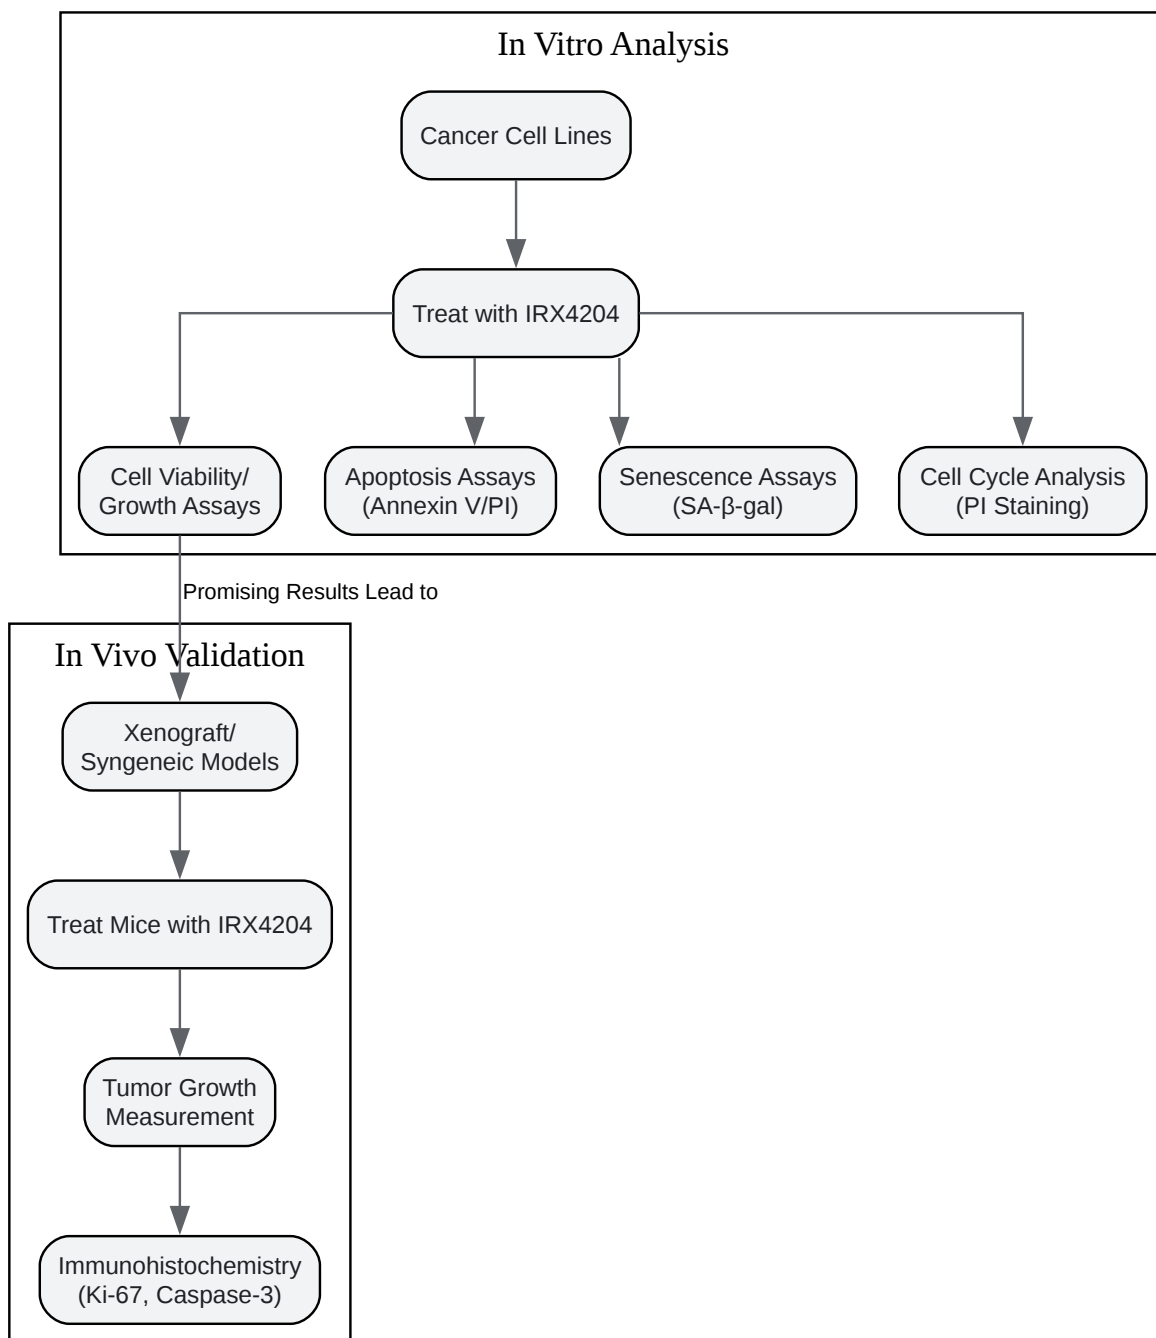 In Vitro Analysis
Cancer Cell Lines
Treat with IRX4204
Cell Viability/
Growth Assays
Apoptosis Assays
(Annexin V/PI)
Senescence Assays
(SA-β-gal)
Cell Cycle Analysis
(PI Staining)
Promising Results Lead to
In Vivo Validation
Xenograft/
Syngeneic Models
Treat Mice with IRX4204
Tumor Growth
Measurement
Immunohistochemistry
(Ki-67, Caspase-3)